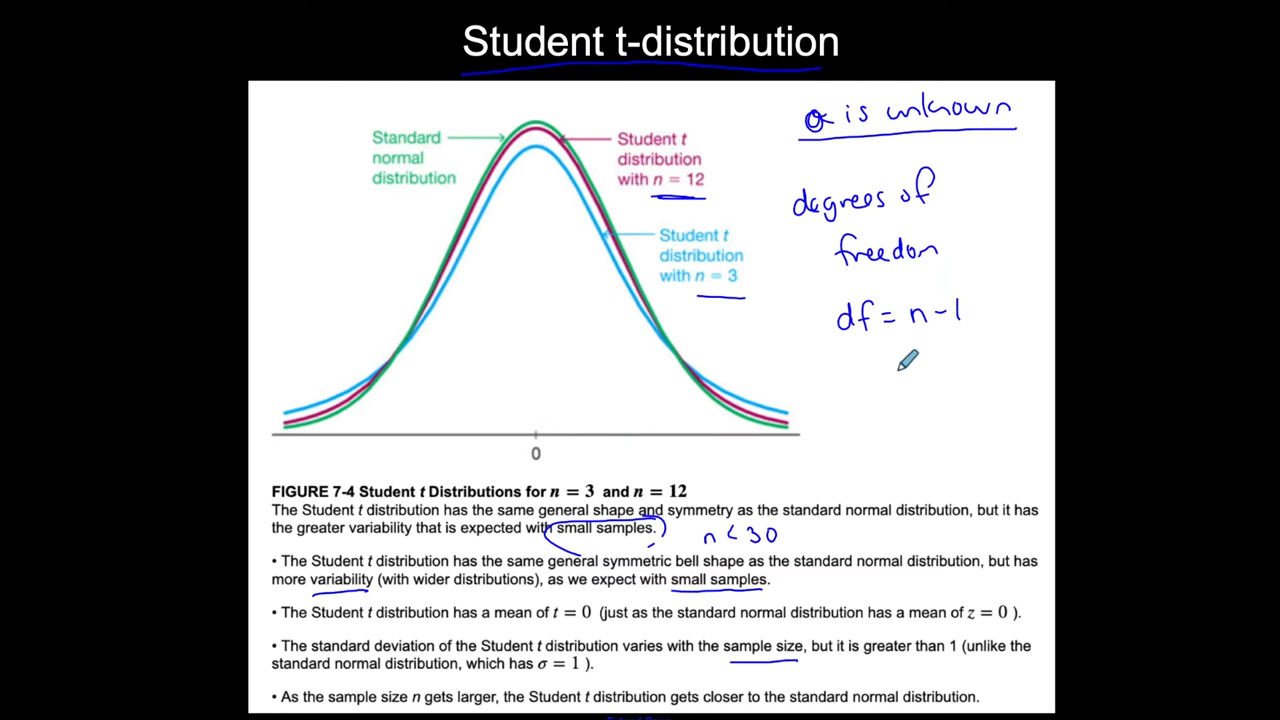 Student t-distribution
Standard
normal
distribution
Student t
distribution
with n = 12
Student t
distribution
with n = 3
0
σ is unknown
degrees of
freedom
df = n - 1
FIGURE 7-4 Student t Distributions for n = 3 and n = 12
The Student t distribution has the same general shape and symmetry as the standard normal distribution, but it has
the greater variability that is expected with small samples.
n < 30
• The Student t distribution has the same general symmetric bell shape as the standard normal distribution, but has
more variability (with wider distributions), as we expect with small samples.
• The Student t distribution has a mean of t = 0 (just as the standard normal distribution has a mean of z = 0 ).
• The standard deviation of the Student t distribution varies with the sample size, but it is greater than 1 (unlike the
standard normal distribution, which has σ = 1 ).
• As the sample size n gets larger, the Student t distribution gets closer to the standard normal distribution.